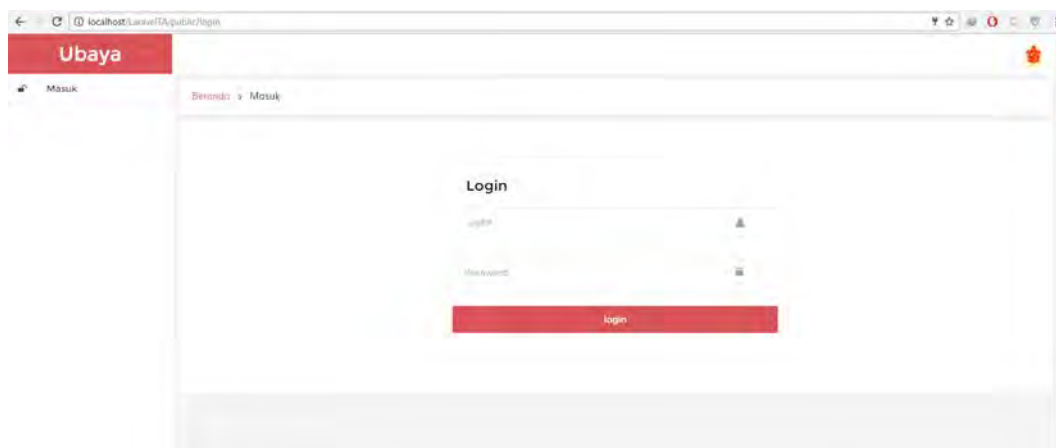 localhost/LaravelTA/public/login
Ubaya
Masuk
Beranda » Masuk
Login
Password
login